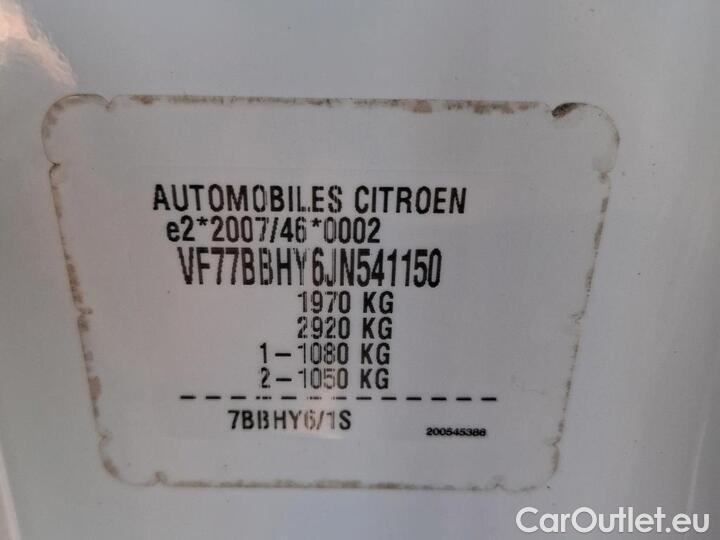 AUTOMOBILES CITROEN
e2*2007/46*0002
VF77BBHY6JN541150
1970 KG
2920 KG
1-1080 KG
2-1050 KG
7BBHY6/1S
200545386
CarOutlet.eu